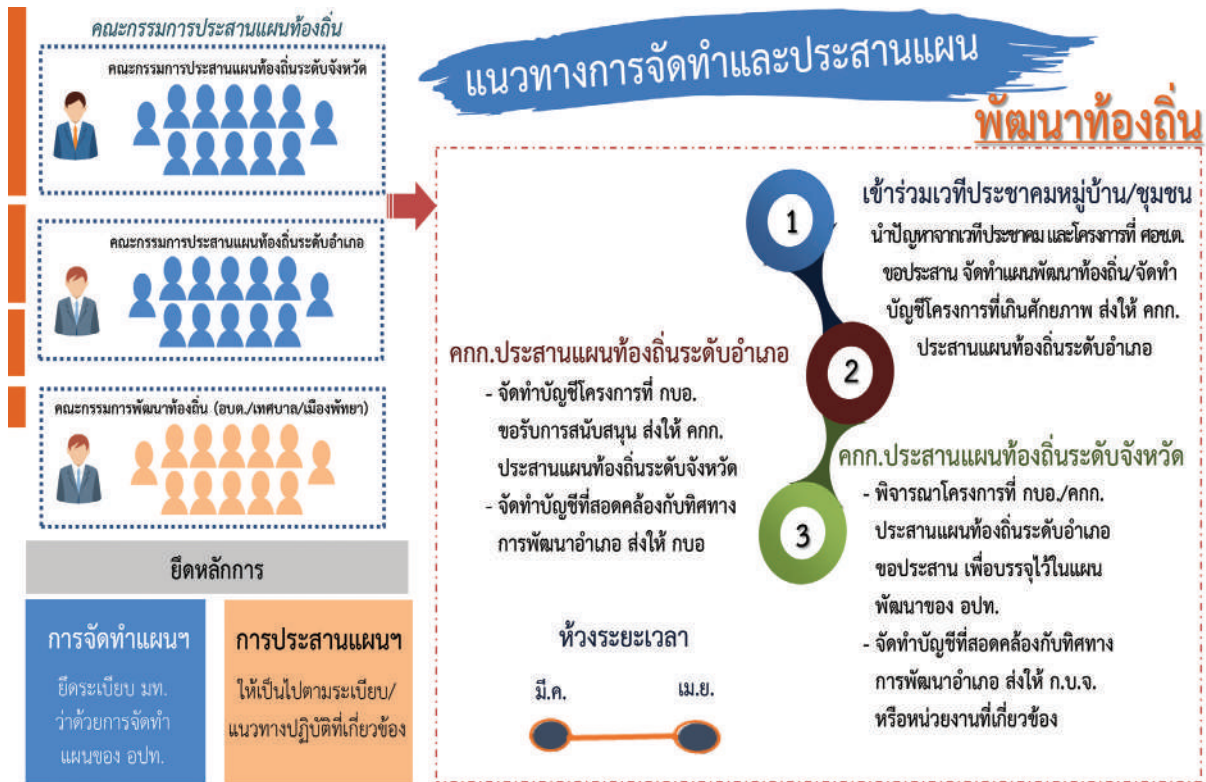 คณะกรรมการประสานแผนท้องถิ่น
คณะกรรมการประสานแผนท้องถิ่นระดับจังหวัด
คณะกรรมการประสานแผนท้องถิ่นระดับอำเภอ
คณะกรรมการพัฒนาท้องถิ่น (อบต./เทศบาล/เมืองพัทยา)
ยึดหลักการ
การจัดทำแผนฯ
ยึดระเบียบ มท.
ว่าด้วยการจัดทำ
แผนของ อปท.
การประสานแผนฯ
ให้เป็นไปตามระเบียบ/
แนวทางปฏิบัติที่เกี่ยวข้อง
แนวทางการจัดทำและประสานแผน
พัฒนาท้องถิ่น
1
เข้าร่วมเวทีประชาคมหมู่บ้าน/ชุมชน
นำปัญหาจากเวทีประชาคม และโครงการที่ ศอช.ต.
ขอประสาน จัดทำแผนพัฒนาท้องถิ่น/จัดทำ
บัญชีโครงการที่เกินศักยภาพ ส่งให้ คกก.
ประสานแผนท้องถิ่นระดับอำเภอ
2
คกก.ประสานแผนท้องถิ่นระดับอำเภอ
- จัดทำบัญชีโครงการที่ กบอ.
ขอรับการสนับสนุน ส่งให้ คกก.
ประสานแผนท้องถิ่นระดับจังหวัด
- จัดทำบัญชีที่สอดคล้องกับทิศทาง
การพัฒนาอำเภอ ส่งให้ กบอ
3
คกก.ประสานแผนท้องถิ่นระดับจังหวัด
- พิจารณาโครงการที่ กบอ./คกก.
ประสานแผนท้องถิ่นระดับอำเภอ
ขอประสาน เพื่อบรรจุไว้ในแผน
พัฒนาของ อปท.
- จัดทำบัญชีที่สอดคล้องกับทิศทาง
การพัฒนาอำเภอ ส่งให้ ก.บ.จ.
หรือหน่วยงานที่เกี่ยวข้อง
ห้วงระยะเวลา
มี.ค.
เม.ย.